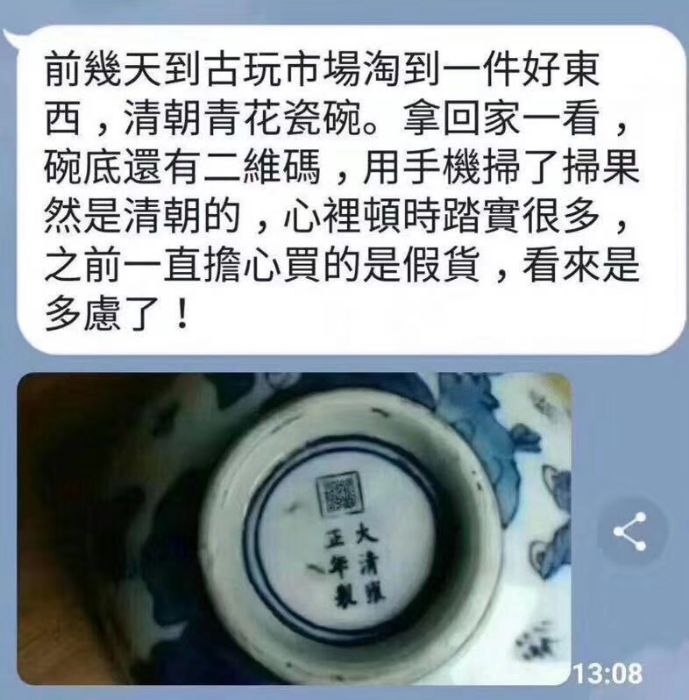 前幾天到古玩市場淘到一件好東
西，清朝青花瓷碗。拿回家一看，
碗底還有二維碼，用手機掃了掃果
然是清朝的，心裡頓時踏實很多，
之前一直擔心買的是假貨，看來是
多慮了！
大清雍
正年製
13:08